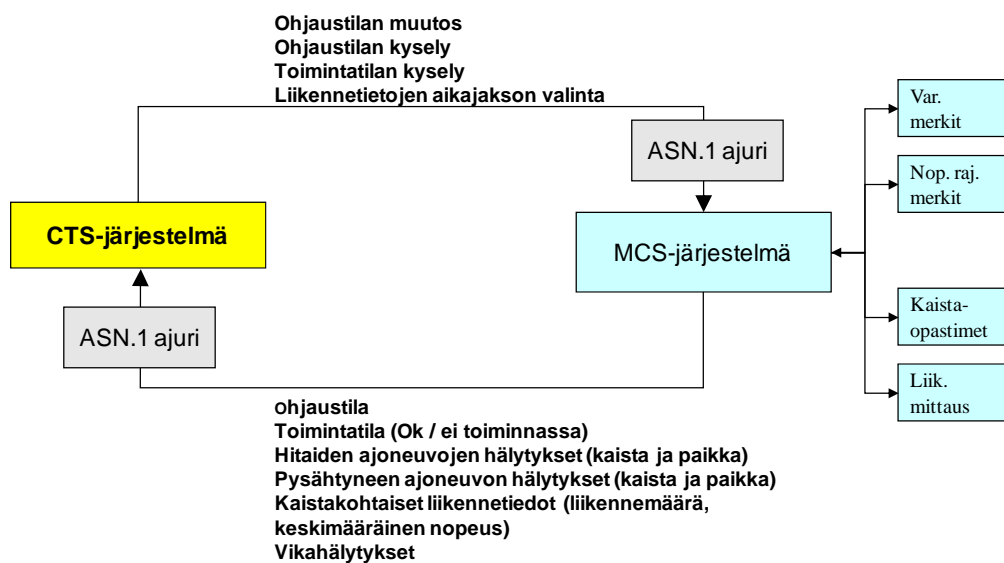 Ohjaustilan muutos
Ohjaustilan kysely
Toimintatilan kysely
Liikennetietojen aikajakson valinta
ASN.1 ajuri
Var.
merkit
Nop. raj.
merkit
CTS-järjestelmä
MCS-järjestelmä
ASN.1 ajuri
Kaista-
opastimet
Liik.
mittaus
Ohjaustila
Toimintatila (Ok / ei toiminnassa)
Hitaiden ajoneuvojen hälytykset (kaista ja paikka)
Pysähtyneen ajoneuvon hälytykset (kaista ja paikka)
Kaistakohtaiset liikennetiedot (liikennemäärä,
keskimääräinen nopeus)
Vikahälytykset